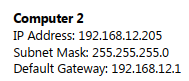 Computer 2
IP Address: 192.168.12.205
Subnet Mask: 255.255.255.0
Default Gateway: 192.168.12.1